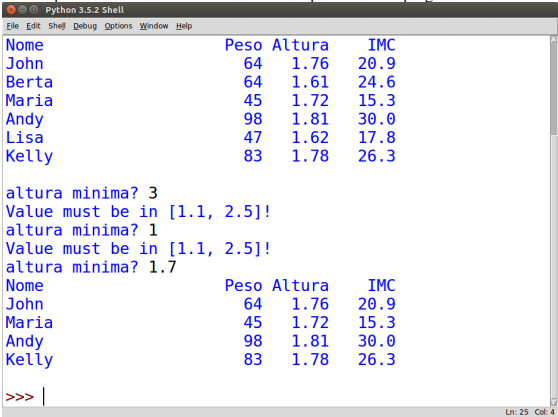 Python 3.5.2 Shell
File Edit Shell Debug Options Window Help
Nome Peso Altura IMC
John 64 1.76 20.9
Berta 64 1.61 24.6
Maria 45 1.72 15.3
Andy 98 1.81 30.0
Lisa 47 1.62 17.8
Kelly 83 1.78 26.3
altura minima? 3
Value must be in [1.1, 2.5]!
altura minima? 1
Value must be in [1.1, 2.5]!
altura minima? 1.7
Nome Peso Altura IMC
John 64 1.76 20.9
Maria 45 1.72 15.3
Andy 98 1.81 30.0
Kelly 83 1.78 26.3
>>>
Ln: 25 Col: 4